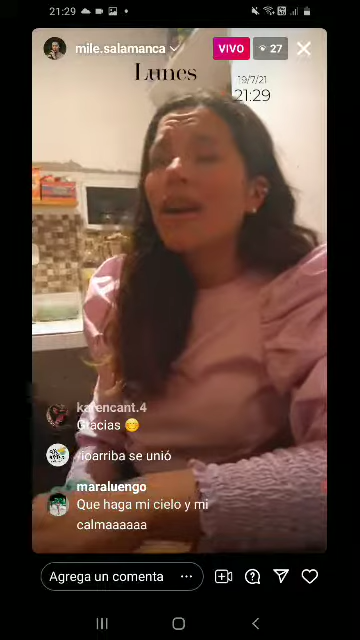 21:29
mile.salamanca
VIVO
27
Lunes
19/7/21
21:29
karencant.4
Gracias 😊
rioarriba se unió
maraluengo
Que haga mi cielo y mi
calmaaaaaa
Agrega un comenta